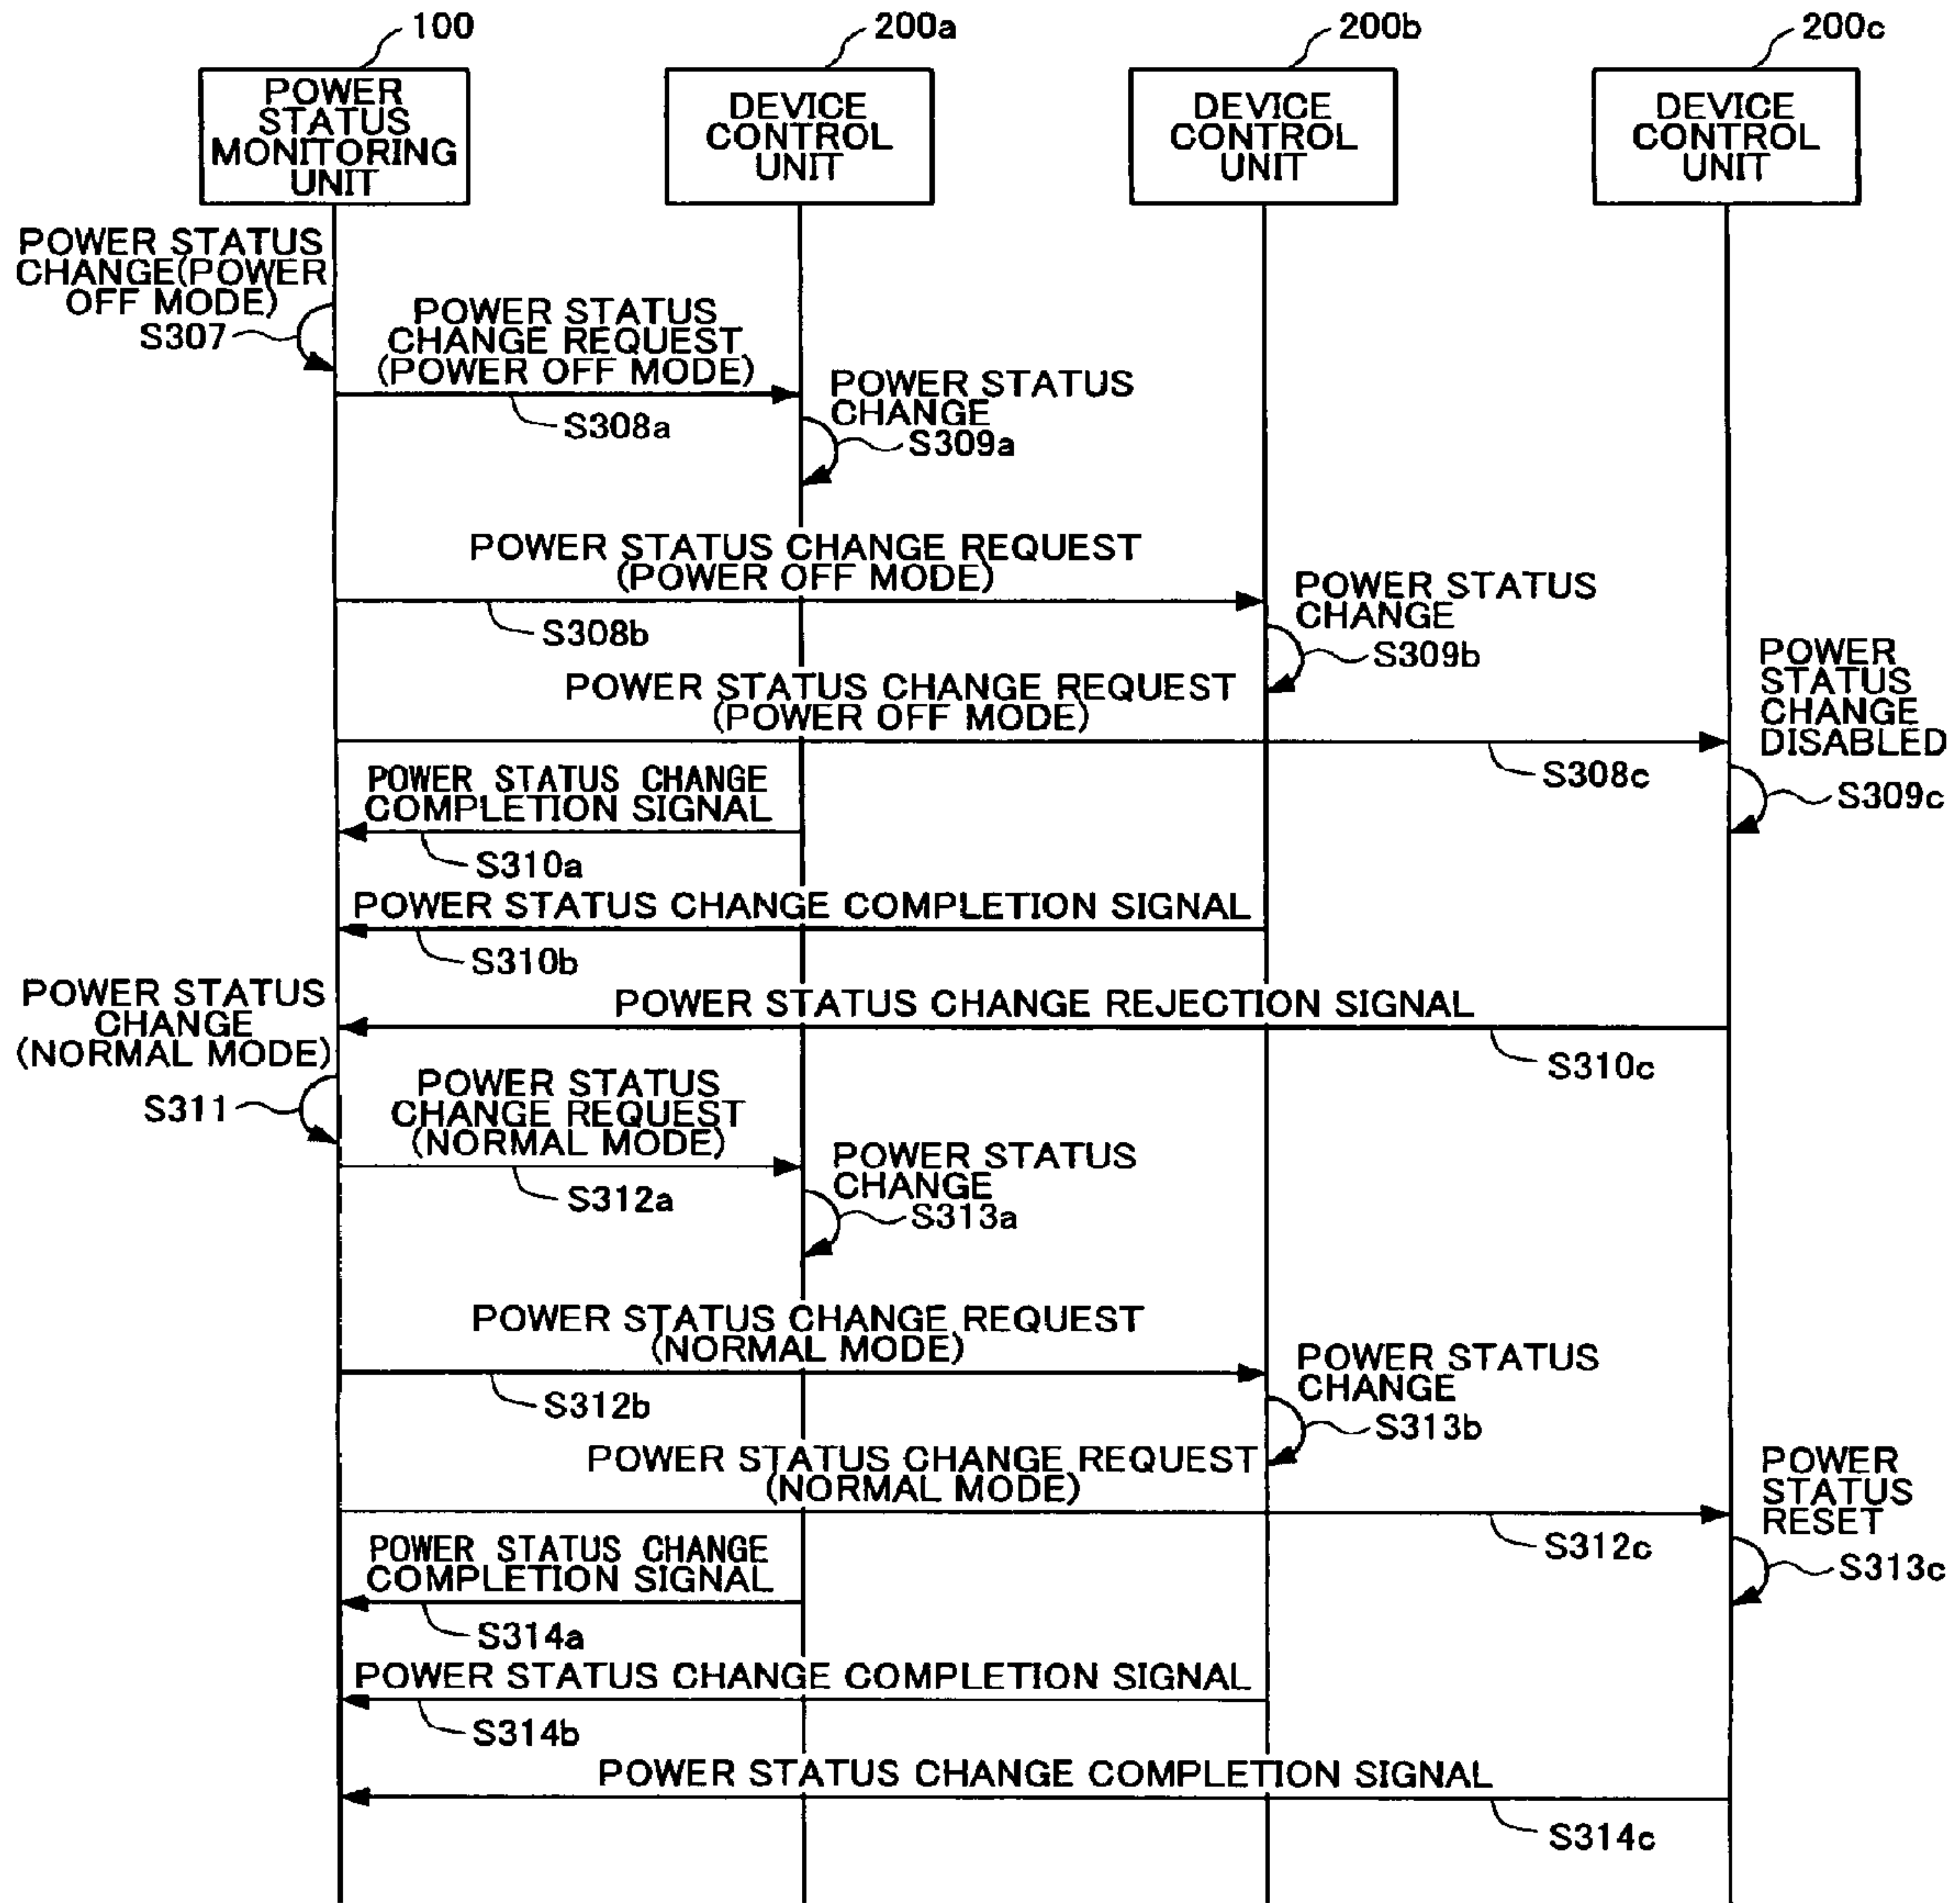 100
200a
200b
200c
POWER
STATUS
MONITORING
UNIT
DEVICE
CONTROL
UNIT
DEVICE
CONTROL
UNIT
DEVICE
CONTROL
UNIT
POWER STATUS
CHANGE(POWER
OFF MODE)
S307
POWER STATUS
CHANGE REQUEST
(POWER OFF MODE)
S308a
POWER STATUS
CHANGE
S309a
POWER STATUS CHANGE REQUEST
(POWER OFF MODE)
S308b
POWER STATUS
CHANGE
S309b
POWER STATUS CHANGE REQUEST
(POWER OFF MODE)
S308c
POWER
STATUS
CHANGE
DISABLED
S309c
POWER STATUS CHANGE
COMPLETION SIGNAL
S310a
POWER STATUS CHANGE COMPLETION SIGNAL
S310b
POWER STATUS CHANGE REJECTION SIGNAL
S310c
POWER STATUS
CHANGE
(NORMAL MODE)
S311
POWER STATUS
CHANGE REQUEST
(NORMAL MODE)
S312a
POWER STATUS
CHANGE
S313a
POWER STATUS CHANGE REQUEST
(NORMAL MODE)
S312b
POWER STATUS
CHANGE
S313b
POWER STATUS CHANGE REQUEST
(NORMAL MODE)
S312c
POWER
STATUS
RESET
S313c
POWER STATUS CHANGE
COMPLETION SIGNAL
S314a
POWER STATUS CHANGE COMPLETION SIGNAL
S314b
POWER STATUS CHANGE COMPLETION SIGNAL
S314c